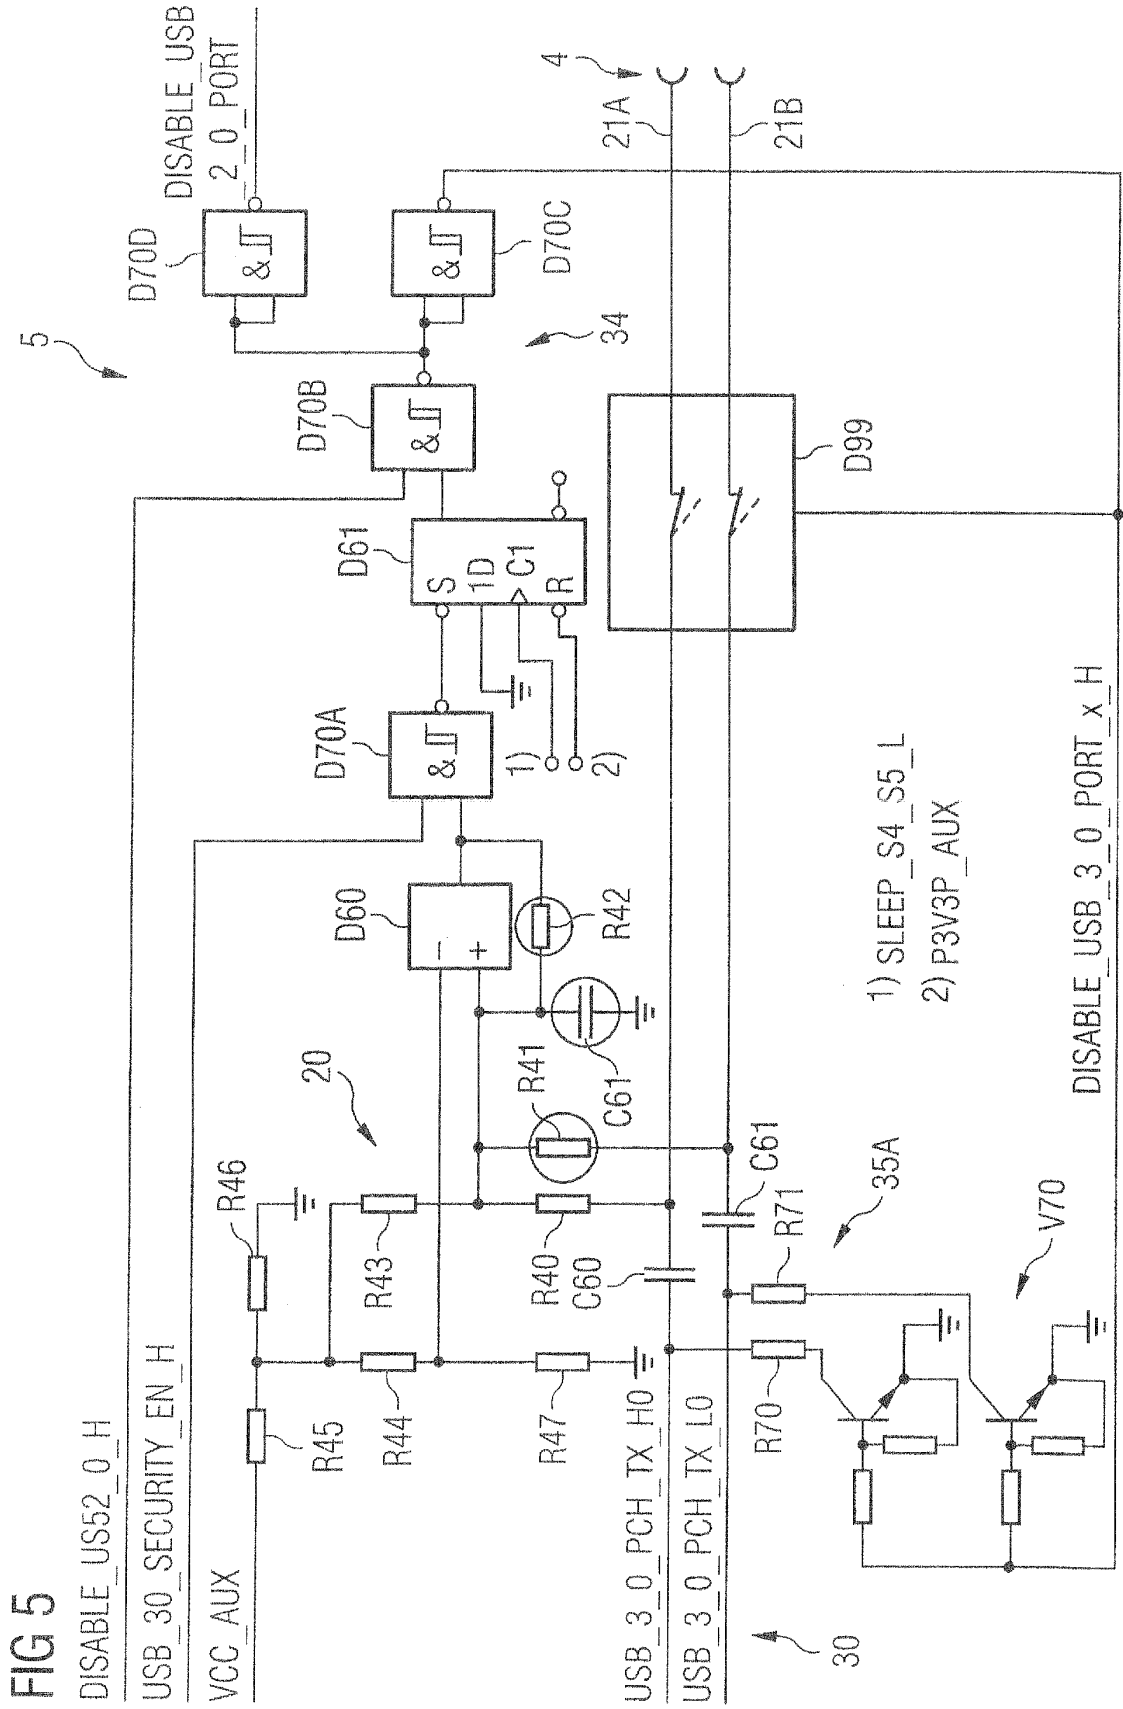 FIG 5
DISABLE_US52_0_H
USB_30_SECURITY_EN_H
VCC_AUX
R45
R46
R44
R43
R47
R40
20
R41
C60
C61
C61
R42
D60
D70A
& 
D61
S
1D
C1
R
1)
2)
D70B
&
D70D
&
D70C
&
DISABLE_USB
2_0_PORT
5
34
4
21A
21B
D99
USB_3_0_PCH_TX_H0
USB_3_0_PCH_TX_L0
30
R70
R71
35A
V70
1) SLEEP_S4_S5_L
2) P3V3P_AUX
DISABLE_USB_3_0_PORT_x_H
−
+